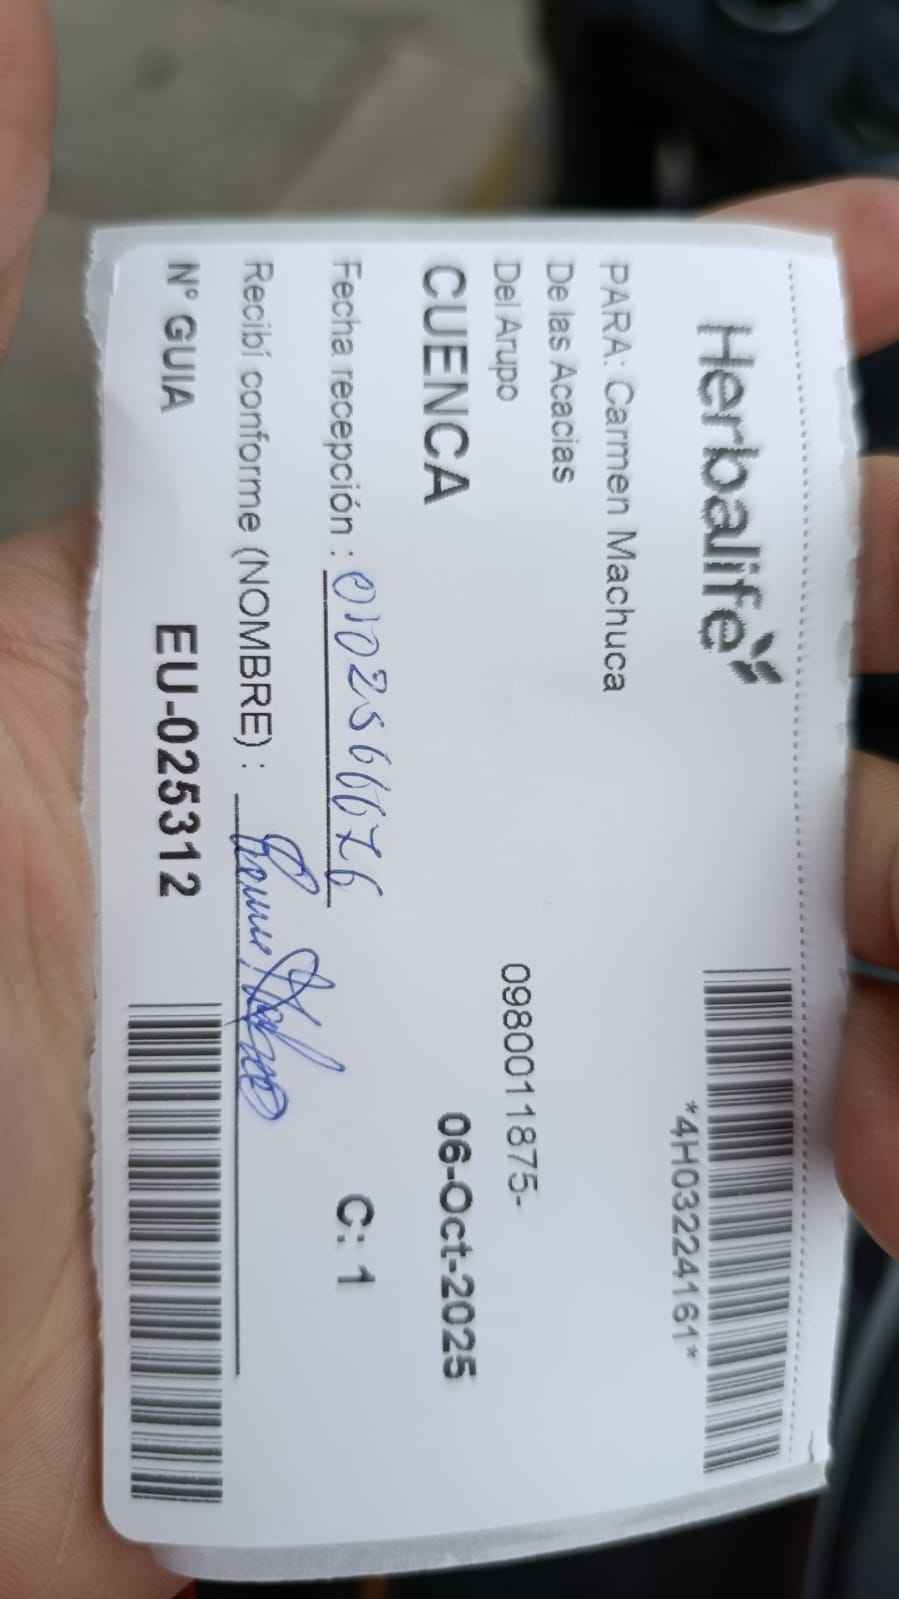 Herbalife
*4H03224161*
PARA: Carmen Machuca
De las Acacias
Del Arupo
0980011875-
CUENCA
06-Oct-2025
Fecha recepción : 0102566676
C: 1
Recibí conforme (NOMBRE) :
N° GUIA
EU-025312